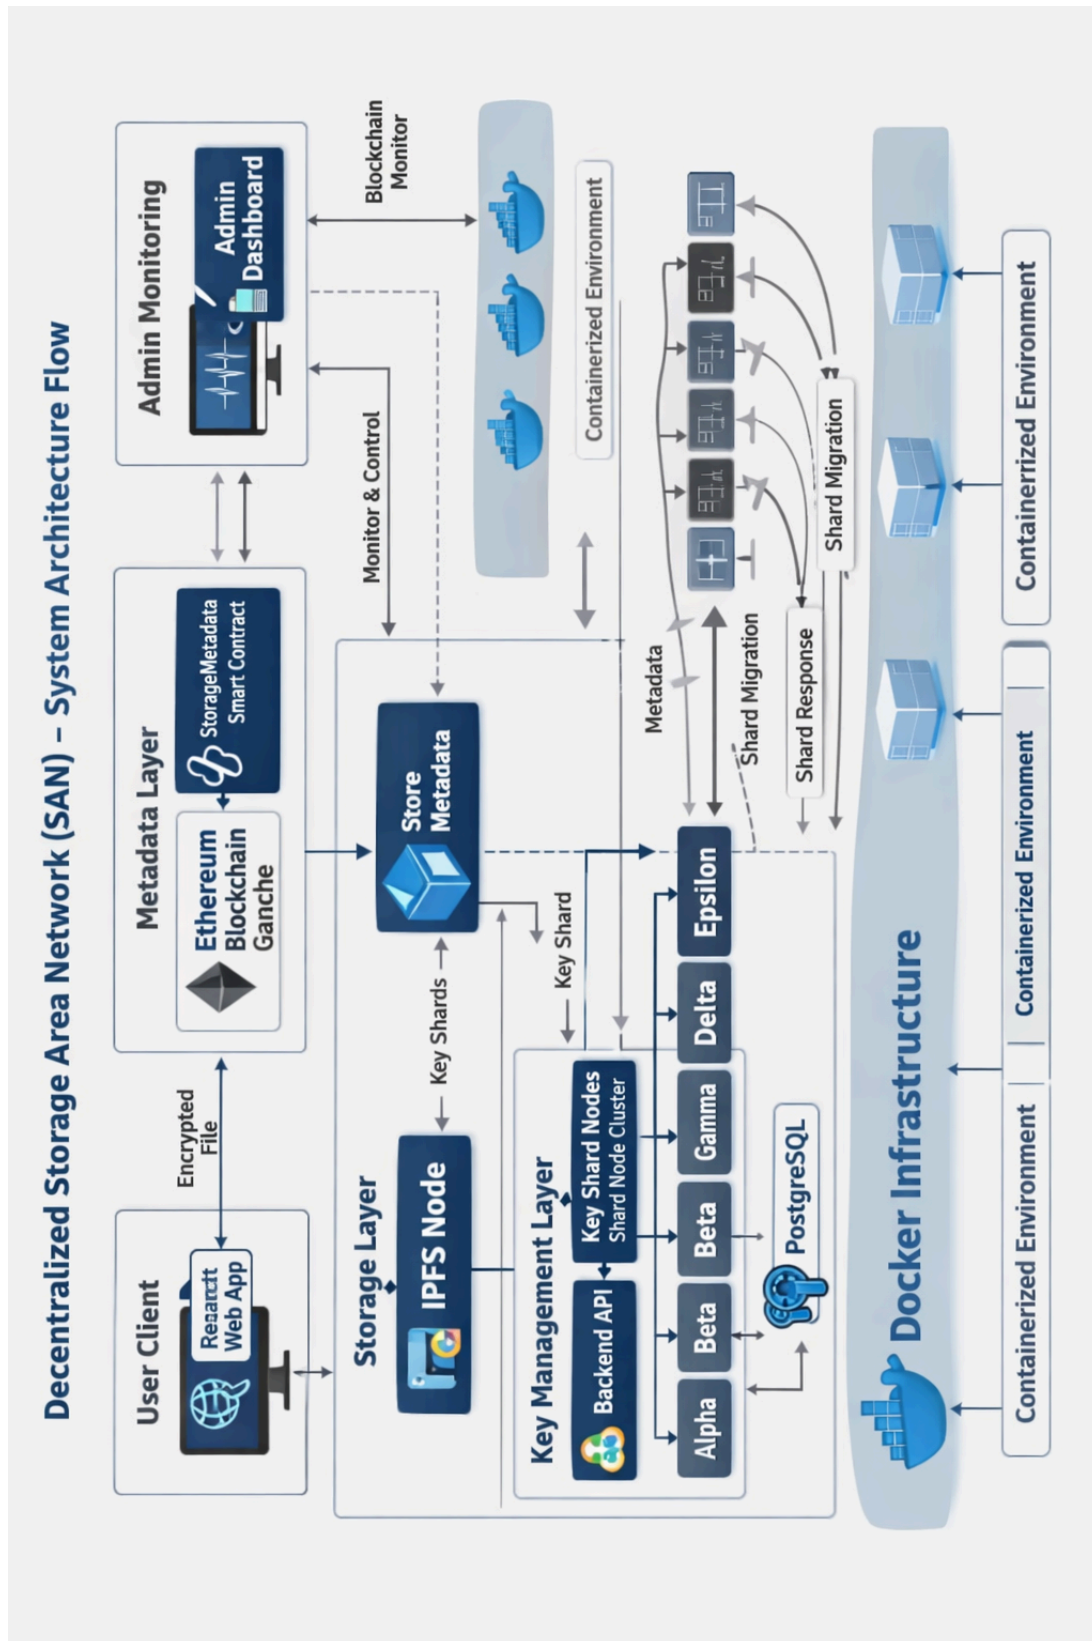 Decentralized Storage Area Network (SAN) – System Architecture Flow
User Client
Web App
Encrypted
File
Metadata Layer
Ethereum
Blockchain
Ganche
StorageMetadata
Smart Contract
Admin Monitoring
Admin
Dashboard
Monitor & Control
Blockchain
Monitor
Storage Layer
IPFS Node
Key Shards
Store
Metadata
Key Shard
Containerized Environment
Key Management Layer
Backend API
Key Shard Nodes
Shard Node Cluster
Alpha
Beta
Beta
Gamma
Delta
Epsilon
PostgreSQL
Metadata
Shard Migration
Shard Response
Shard Migration
Docker Infrastructure
Containerized Environment
Containerized Environment
Containerrized Environment